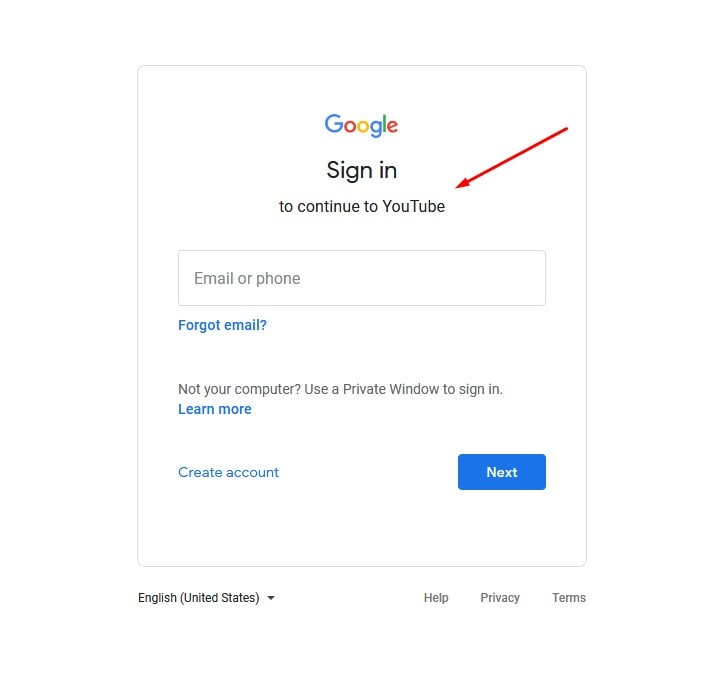 Google
Sign in
to continue to YouTube
Email or phone
Forgot email?
Not your computer? Use a Private Window to sign in.
Learn more
Create account
Next
English (United States)
Help
Privacy
Terms